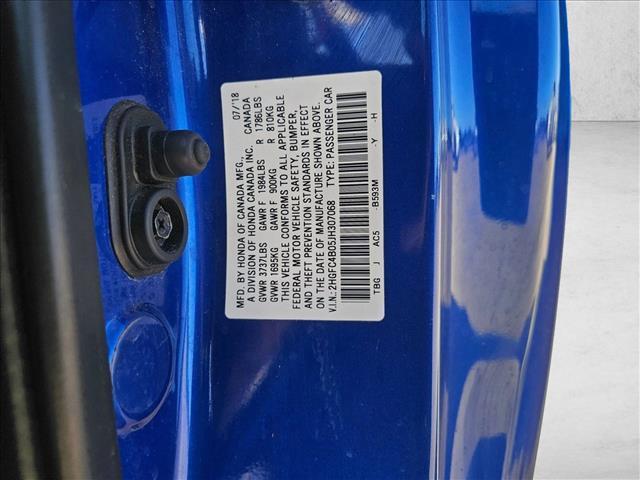 MFD. BY HONDA OF CANADA MFG., 07/18
A DIVISION OF HONDA CANADA INC. CANADA
GVWR 3737LBS GAWR F 1984LBS R 1786LBS
GVWR 1695KG GAWR F 900KG R 810KG
THIS VEHICLE CONFORMS TO ALL APPLICABLE
FEDERAL MOTOR VEHICLE SAFETY, BUMPER,
AND THEFT PREVENTION STANDARDS IN EFFECT
ON THE DATE OF MANUFACTURE SHOWN ABOVE.
V.I.N.: 2HGFC4B05JH307068 TYPE: PASSENGER CAR
TBG J AC5 B593M -Y -H